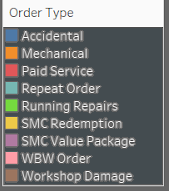 Order Type
Accidental
Mechanical
Paid Service
Repeat Order
Running Repairs
SMC Redemption
SMC Value Package
WBW Order
Workshop Damage